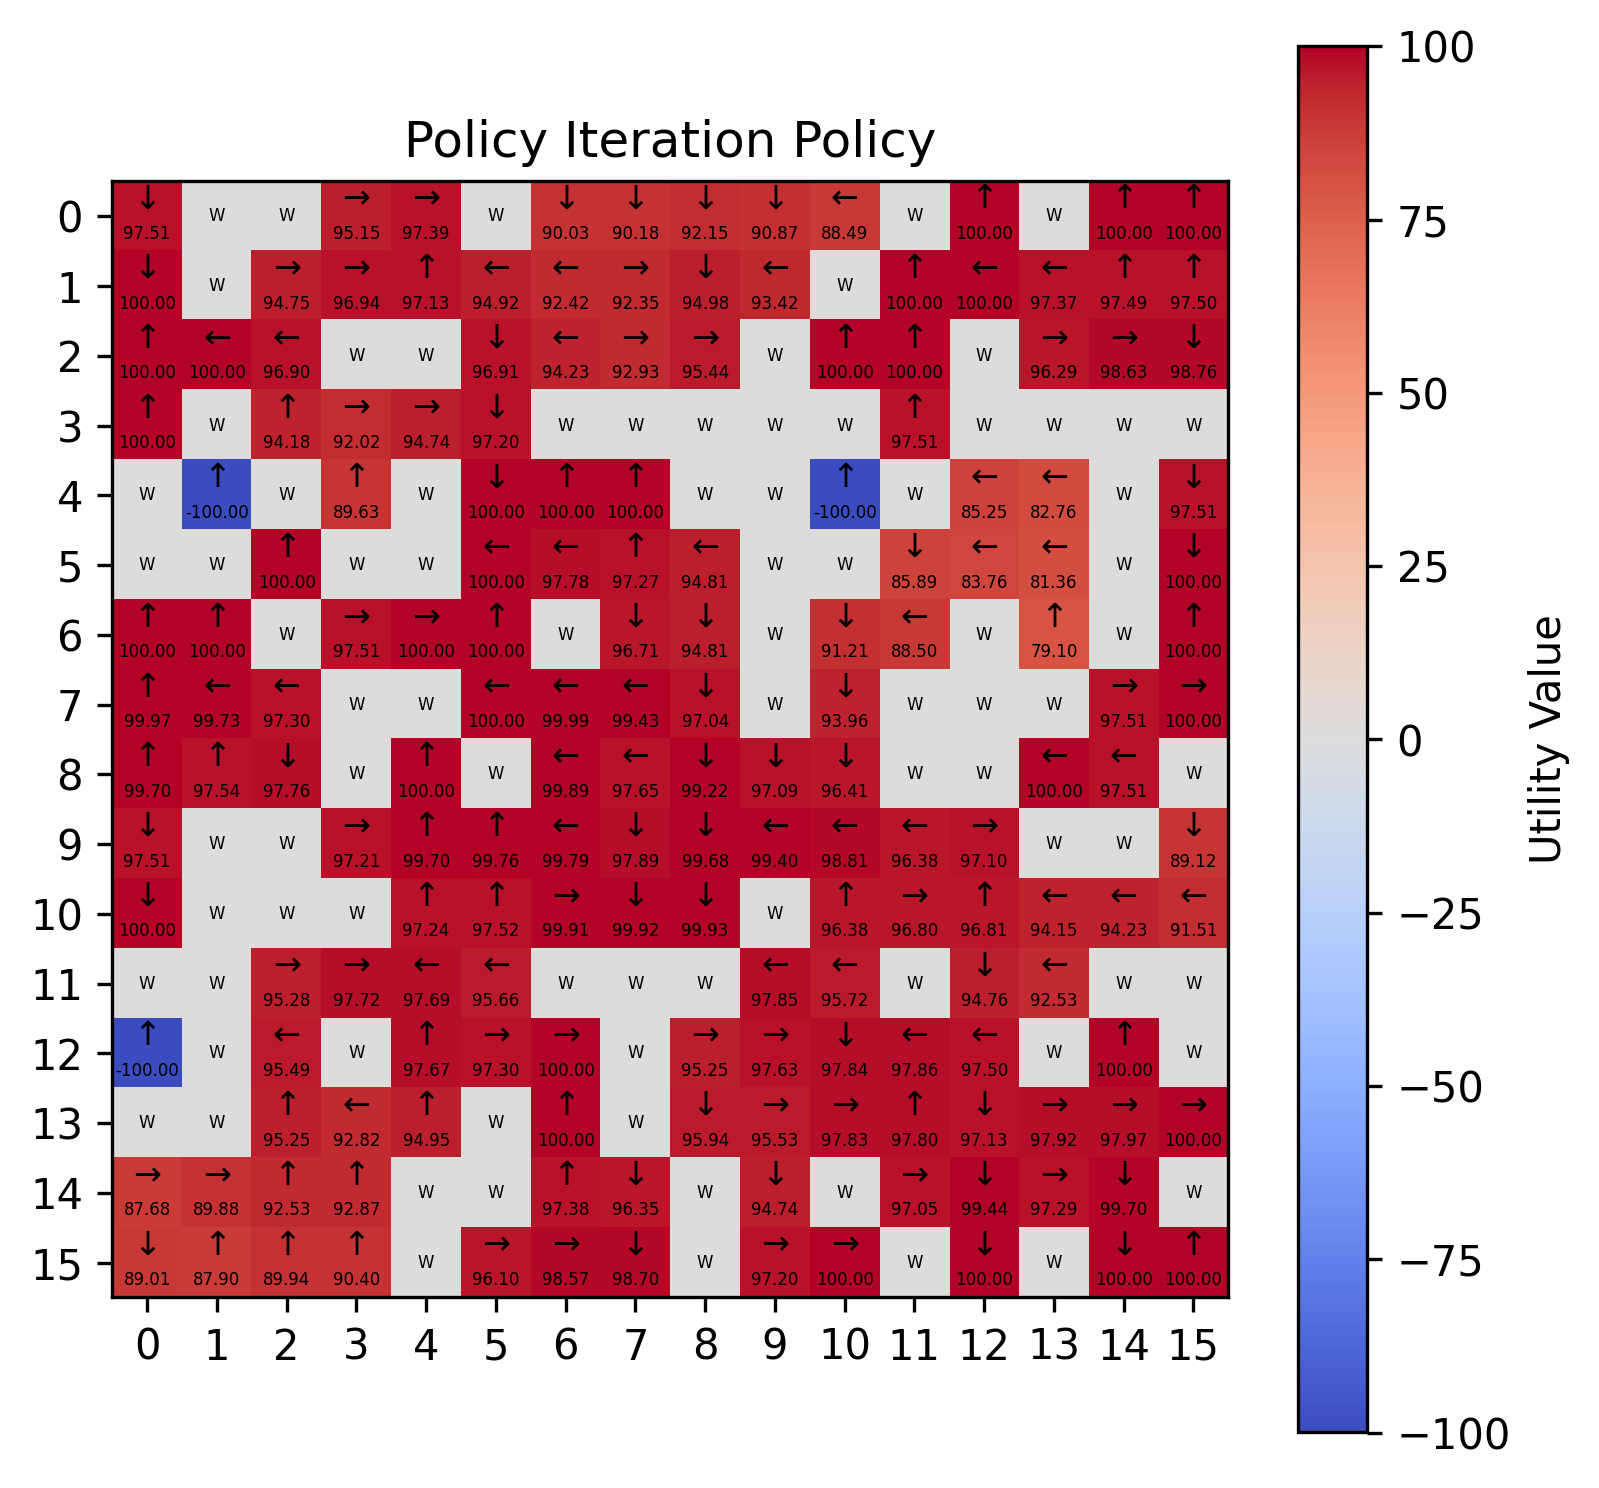 Policy Iteration Policy
0 ↓ W W → → W ↓ ↓ ↓ ↓ ← W ↑ W ↑ ↑
97.51 95.15 97.39 90.03 90.18 92.15 90.87 88.49 100.00 100.00 100.00
1 ↓ W → → ↑ ← ← → ↓ ← W ↑ ← ← ↑ ↑
100.00 94.75 96.94 97.13 94.92 92.42 92.35 94.98 93.42 100.00 100.00 97.37 97.49 97.50
2 ↑ ← ← W W ↓ ← → → W ↑ ↑ W → → ↓
100.00 100.00 96.90 96.91 94.23 92.93 95.44 100.00 100.00 96.29 98.63 98.76
3 ↑ W ↑ → → ↓ W W W W W ↑ W W W W
100.00 94.18 92.02 94.74 97.20 97.51
4 W ↑ W ↑ W ↓ ↑ ↑ W W ↑ W ← ← W ↓
-100.00 89.63 100.00 100.00 100.00 -100.00 85.25 82.76 97.51
5 W W ↑ W W ← ← ↑ ← W W ↓ ← ← W ↓
100.00 100.00 97.78 97.27 94.81 85.89 83.76 81.36 100.00
6 ↑ ↑ W → → ↑ W ↓ ↓ W ↓ ← W ↑ W ↑
100.00 100.00 97.51 100.00 100.00 96.71 94.81 91.21 88.50 79.10 100.00
7 ↑ ← ← W W ← ← ← ↓ W ↓ W W W → →
99.97 99.73 97.30 100.00 99.99 99.43 97.04 93.96 97.51 100.00
8 ↑ ↑ ↓ W ↑ W ← ← ↓ ↓ ↓ W W ← ← W
99.70 97.54 97.76 100.00 99.89 97.65 99.22 97.09 96.41 100.00 97.51
9 ↓ W W → ↑ ↑ ← ↓ ↓ ← ← ← → W W ↓
97.51 97.21 99.70 99.76 99.79 97.89 99.68 99.40 98.81 96.38 97.10 89.12
10 ↓ W W W ↑ ↑ → ↓ ↓ W ↑ → ↑ ← ← ←
100.00 97.24 97.52 99.91 99.92 99.93 96.38 96.80 96.81 94.15 94.23 91.51
11 W W → → ← ← W W W ← ← W ↓ ← W W
95.28 97.72 97.69 95.66 97.85 95.72 94.76 92.53
12 ↑ W ← W ↑ → → W → → ↓ ← ← W ↑ W
-100.00 95.49 97.67 97.30 100.00 95.25 97.63 97.84 97.86 97.50 100.00
13 W W ↑ ← ↑ W ↑ W ↓ → → ↑ ↓ → → →
95.25 92.82 94.95 100.00 95.94 95.53 97.83 97.80 97.13 97.92 97.97 100.00
14 → → ↑ ↑ W W ↑ ↓ W ↓ W → ↓ → ↓ W
87.68 89.88 92.53 92.87 97.38 96.35 94.74 97.05 99.44 97.29 99.70
15 ↓ ↑ ↑ ↑ W → → ↓ W → → W ↓ W ↓ ↑
89.01 87.90 89.94 90.40 96.10 98.57 98.70 97.20 100.00 100.00 100.00 100.00
0 1 2 3 4 5 6 7 8 9 10 11 12 13 14 15
100
75
50
25
0
−25
−50
−75
−100
Utility Value